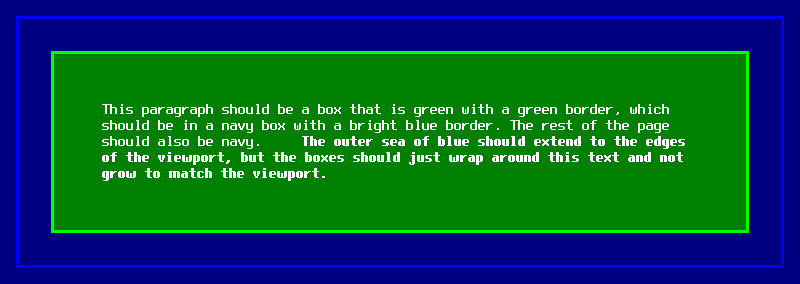 This paragraph should be a box that is green with a green border, which
should be in a navy box with a bright blue border. The rest of the page
should also be navy.     The outer sea of blue should extend to the edges
of the viewport, but the boxes should just wrap around this text and not
grow to match the viewport.